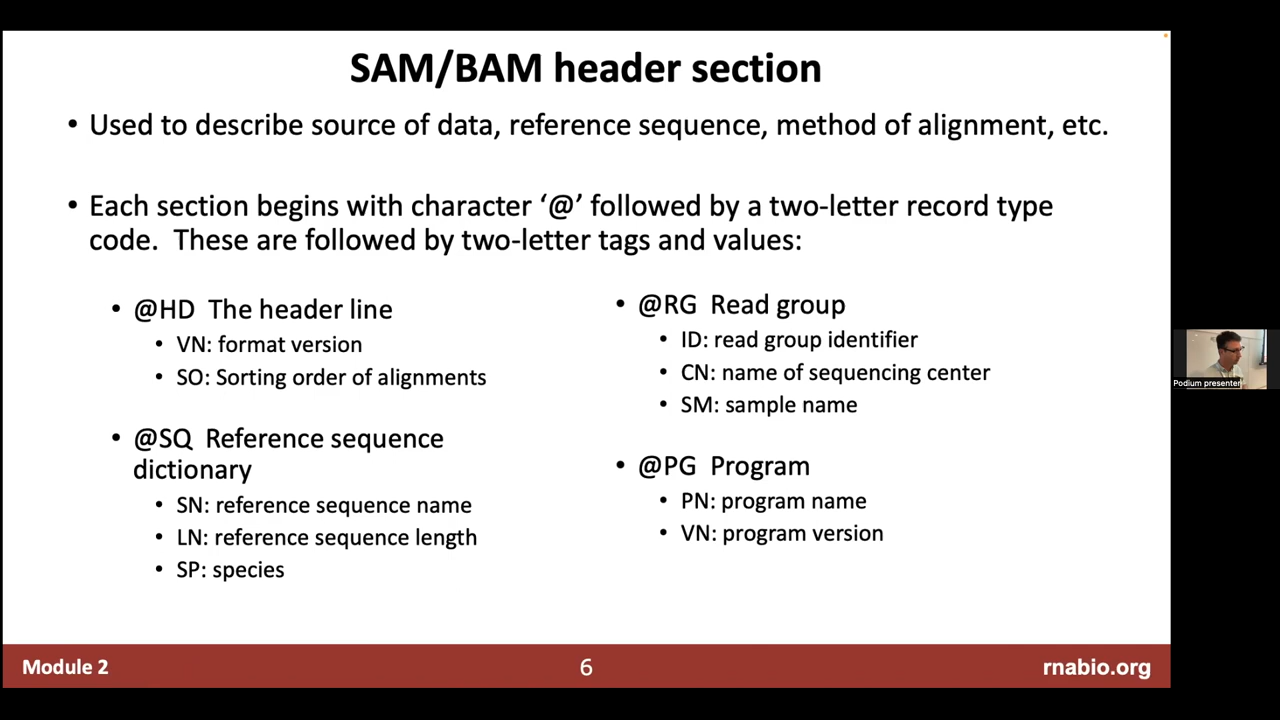 SAM/BAM header section
• Used to describe source of data, reference sequence, method of alignment, etc.
• Each section begins with character ‘@’ followed by a two-letter record type
code.  These are followed by two-letter tags and values:
• @HD  The header line
• VN: format version
• SO: Sorting order of alignments
• @SQ  Reference sequence
dictionary
• SN: reference sequence name
• LN: reference sequence length
• SP: species
• @RG  Read group
• ID: read group identifier
• CN: name of sequencing center
• SM: sample name
• @PG  Program
• PN: program name
• VN: program version
Podium presenter
Module 2
6
rnabio.org